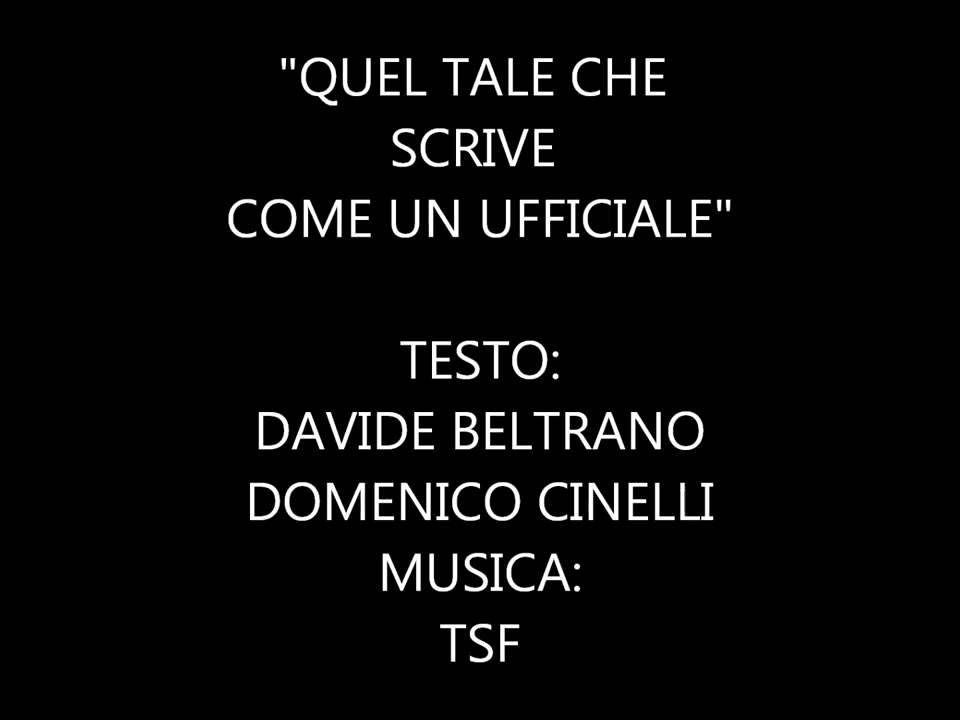 "QUEL TALE CHE
SCRIVE
COME UN UFFICIALE"
TESTO:
DAVIDE BELTRANO
DOMENICO CINELLI
MUSICA:
TSF